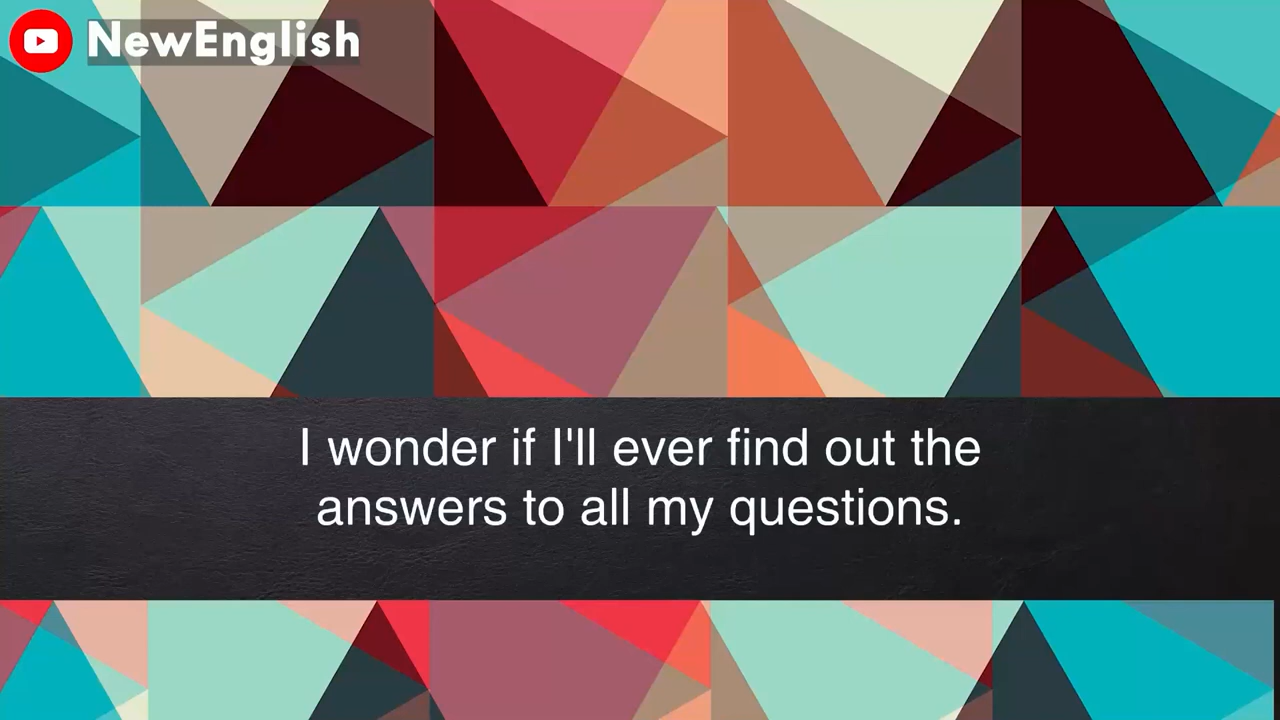 NewEnglish
I wonder if I'll ever find out the
answers to all my questions.